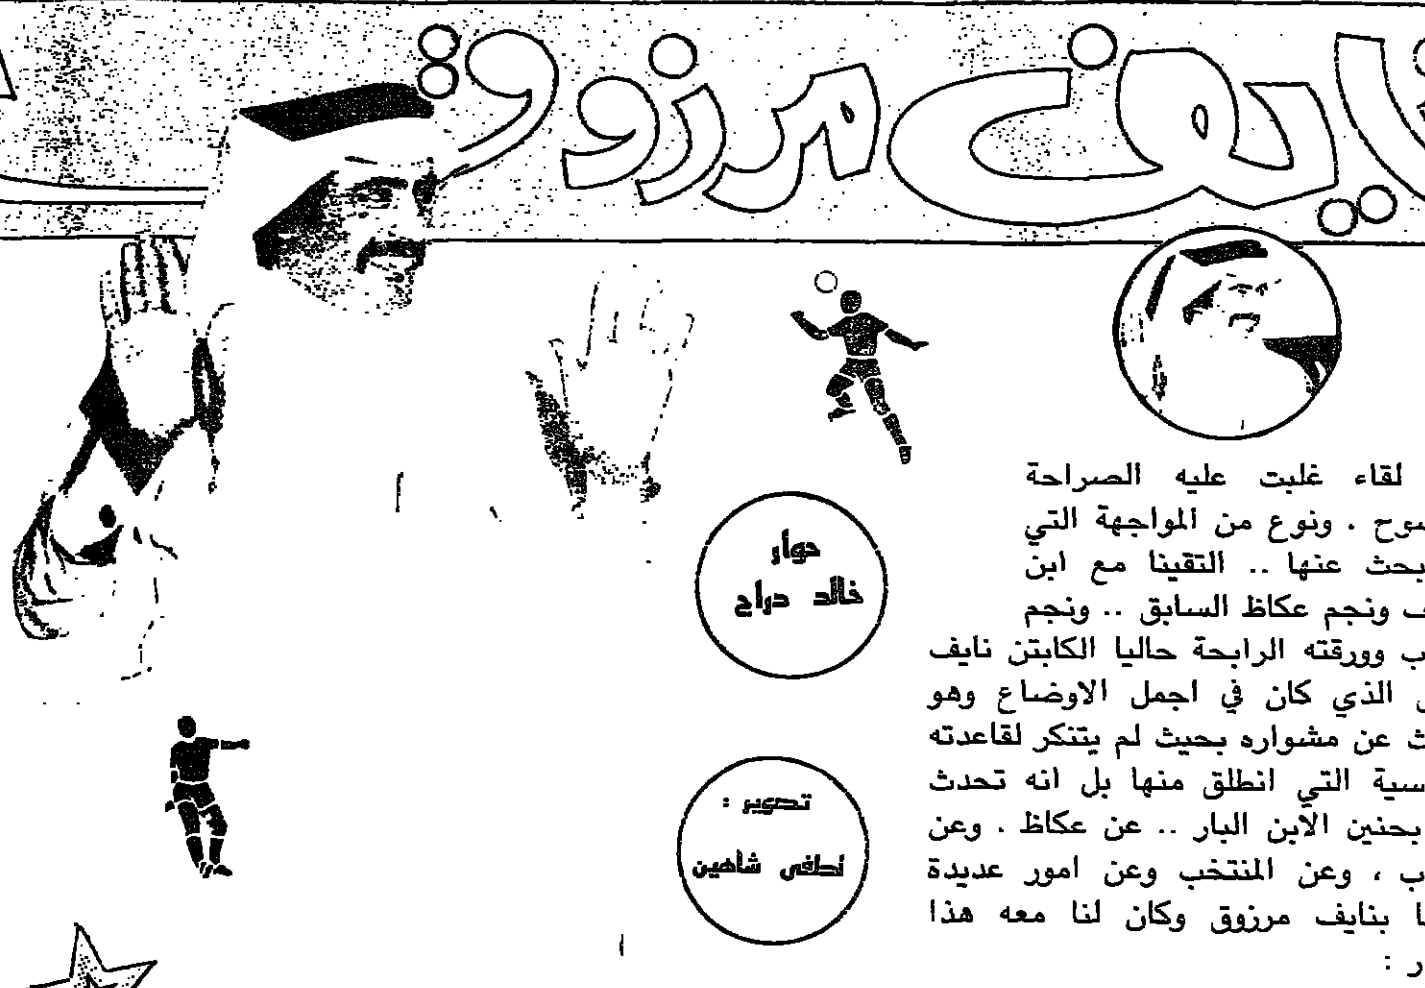 نايف مرزوق
لقاء غلبت عليه الصراحة
. ونوع من المواجهة التي
عنها .. التقينا مع ابن
ونجم عكاظ السابق .. ونجم
وورقته الرابحة حاليا الكابتن نايف
الذي كان في اجمل الاوضاع وهو
عن مشواره بحيث لم يتنكر لقاعدته
التي انطلق منها بل انه تحدث
بحنين الابن البار .. عن عكاظ . وعن
، وعن المنتخب وعن امور عديدة
بنايف مرزوق وكان لنا معه هذا
:
حوار
خالد دراج
تصوير :
لطفي شاهين